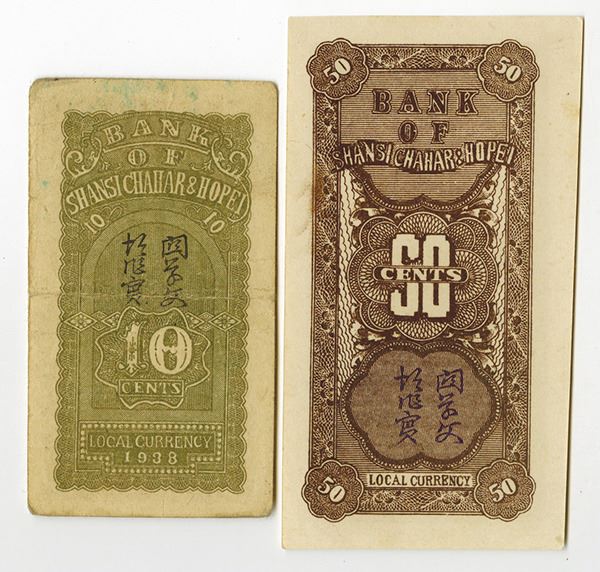 BANK
OF
SHANSI CHAHAR & HOPEI
10 10
10
CENTS
LOCAL CURRENCY
1938
50 50
BANK
OF
SHANSI CHAHAR & HOPEI
50
CENTS
LOCAL CURRENCY
50 50